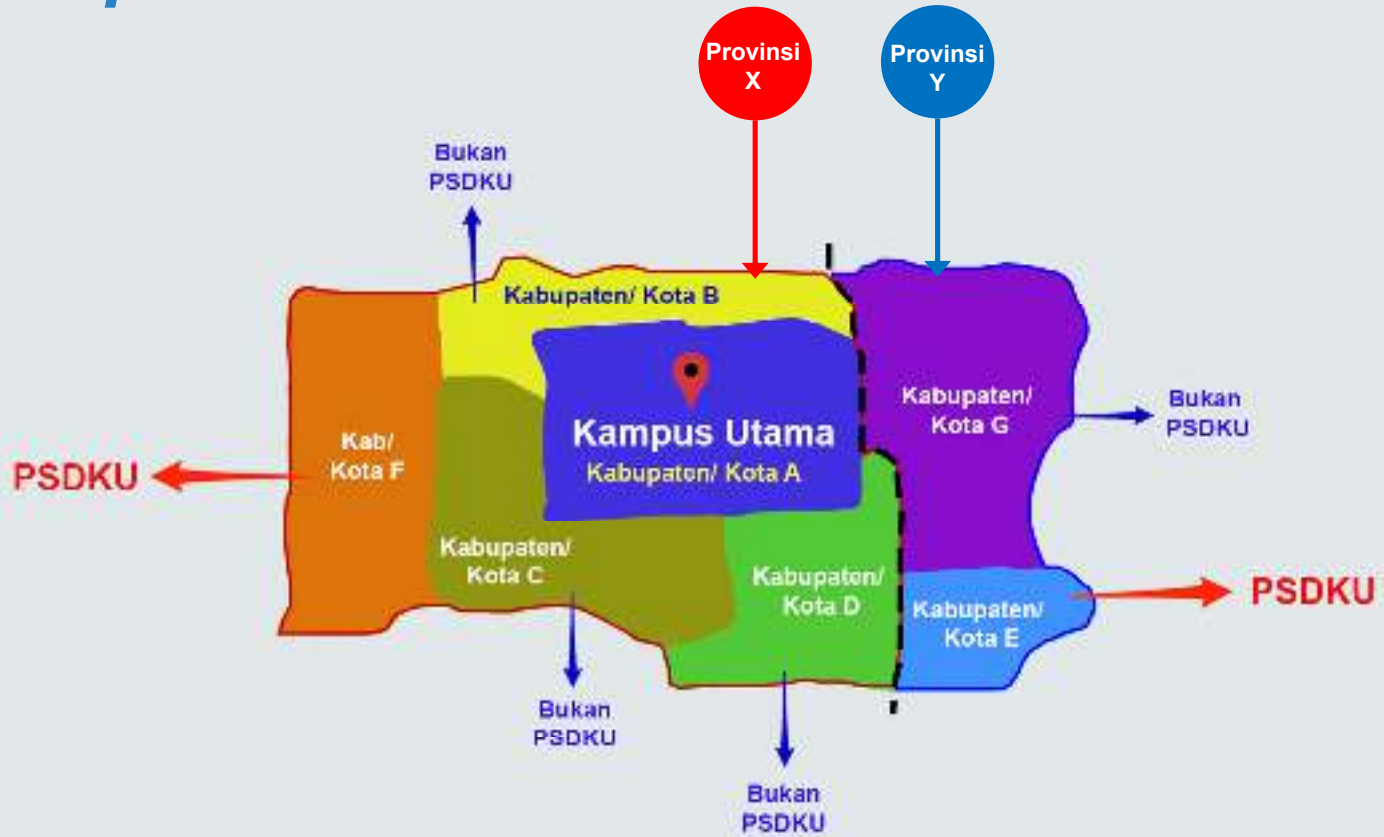 Provinsi
X
Provinsi
Y
Bukan
PSDKU
Kabupaten/ Kota B
Kampus Utama
Kabupaten/ Kota A
Kabupaten/
Kota G
Bukan
PSDKU
Kab/
Kota F
PSDKU
Kabupaten/
Kota C
Kabupaten/
Kota D
Kabupaten/
Kota E
PSDKU
Bukan
PSDKU
Bukan
PSDKU